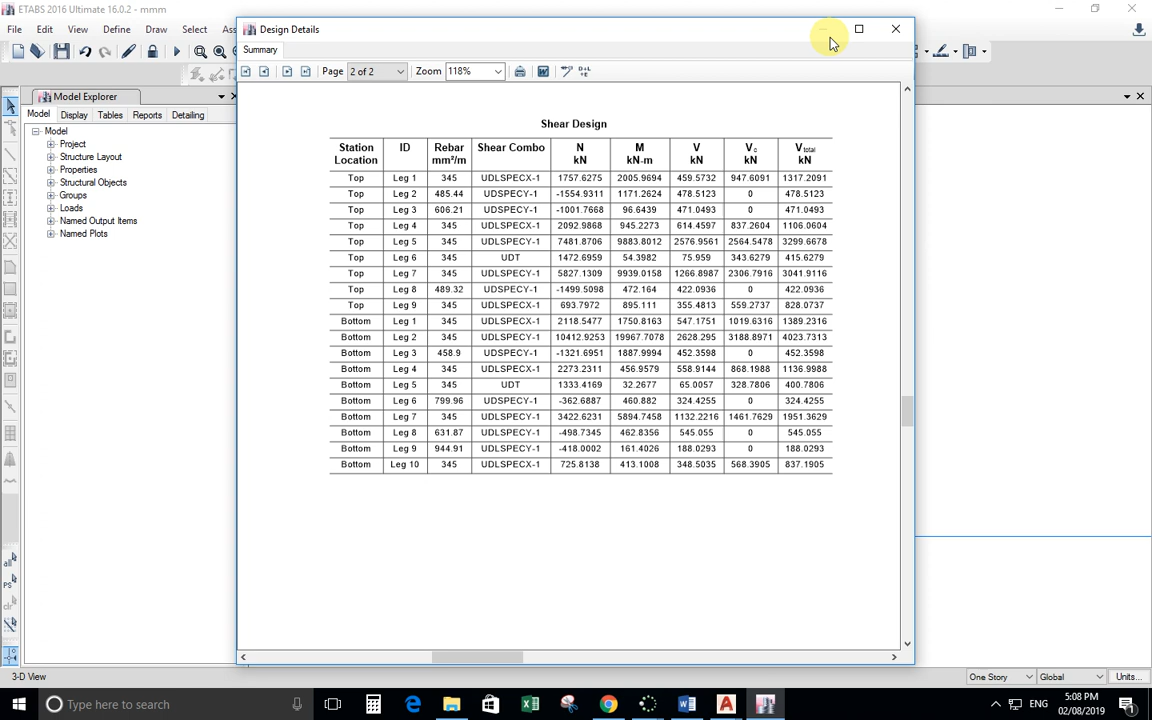 ETABS 2016 Ultimate 16.0.2 - mmm
File Edit View Define Draw Select
Design Details
Summary
Page 2 of 2 Zoom 118%
Model Explorer
Model Display Tables Reports Detailing
Model
Project
Structure Layout
Properties
Structural Objects
Groups
Loads
Named Output Items
Named Plots
Shear Design
Station Location ID Rebar mm²/m Shear Combo N kN M kN-m V kN Vc kN Vtotal kN
Top Leg 1 345 UDLSPECX-1 1757.6275 2005.9694 459.5732 947.6091 1317.2091
Top Leg 2 485.44 UDSPECY-1 -1554.9311 1171.2624 478.5123 0 478.5123
Top Leg 3 606.21 UDSPECY-1 -1001.7668 96.6439 471.0493 0 471.0493
Top Leg 4 345 UDLSPECX-1 2092.9868 945.2273 614.4597 837.2604 1106.0604
Top Leg 5 345 UDLSPECY-1 7481.8706 9883.8012 2576.9561 2564.5478 3299.6678
Top Leg 6 345 UDT 1472.6959 54.3982 75.959 343.6279 415.6279
Top Leg 7 345 UDLSPECY-1 5827.1309 9939.0158 1266.8987 2306.7916 3041.9116
Top Leg 8 489.32 UDSPECY-1 -1499.5098 472.164 422.0936 0 422.0936
Top Leg 9 345 UDLSPECX-1 693.7972 895.111 355.4813 559.2737 828.0737
Bottom Leg 1 345 UDLSPECX-1 2118.5477 1750.8163 547.1751 1019.6316 1389.2316
Bottom Leg 2 345 UDLSPECY-1 10412.9253 19967.7078 2628.295 3188.8971 4023.7313
Bottom Leg 3 458.9 UDSPECY-1 -1321.6951 1887.9994 452.3598 0 452.3598
Bottom Leg 4 345 UDLSPECX-1 2273.2311 456.9579 558.9144 868.1988 1136.9988
Bottom Leg 5 345 UDT 1333.4169 32.2677 65.0057 328.7806 400.7806
Bottom Leg 6 799.96 UDSPECY-1 -362.6887 460.882 324.4255 0 324.4255
Bottom Leg 7 345 UDLSPECY-1 3422.6231 5894.7458 1132.2216 1461.7629 1951.3629
Bottom Leg 8 631.87 UDLSPECY-1 -498.7345 462.8356 545.055 0 545.055
Bottom Leg 9 944.91 UDLSPECY-1 -418.0002 161.4026 188.0293 0 188.0293
Bottom Leg 10 345 UDLSPECX-1 725.8138 413.1008 348.5035 568.3905 837.1905
all
PS
clr
3-D View
One Story Global Units...
Type here to search
ENG
5:08 PM
02/08/2019
1